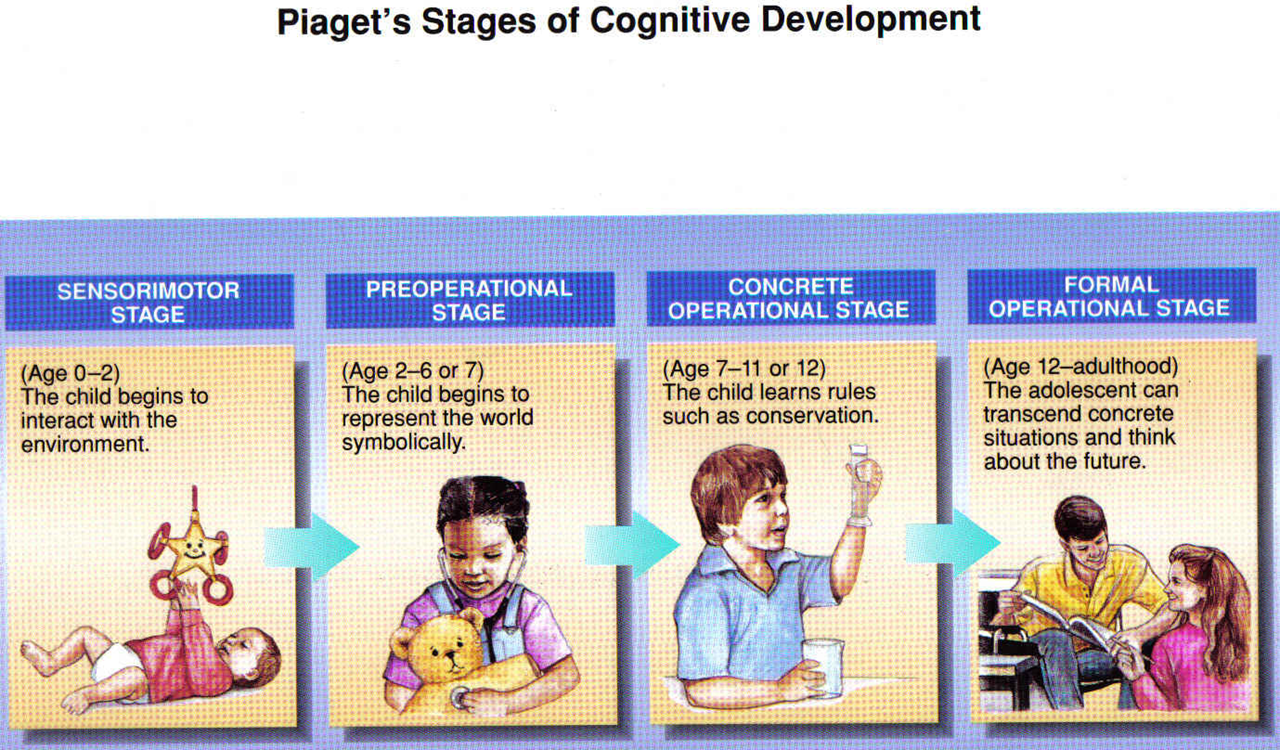 Piaget's Stages of Cognitive Development
SENSORIMOTOR
STAGE
(Age 0–2)
The child begins to
interact with the
environment.
PREOPERATIONAL
STAGE
(Age 2–6 or 7)
The child begins to
represent the world
symbolically.
CONCRETE
OPERATIONAL STAGE
(Age 7–11 or 12)
The child learns rules
such as conservation.
FORMAL
OPERATIONAL STAGE
(Age 12–adulthood)
The adolescent can
transcend concrete
situations and think
about the future.